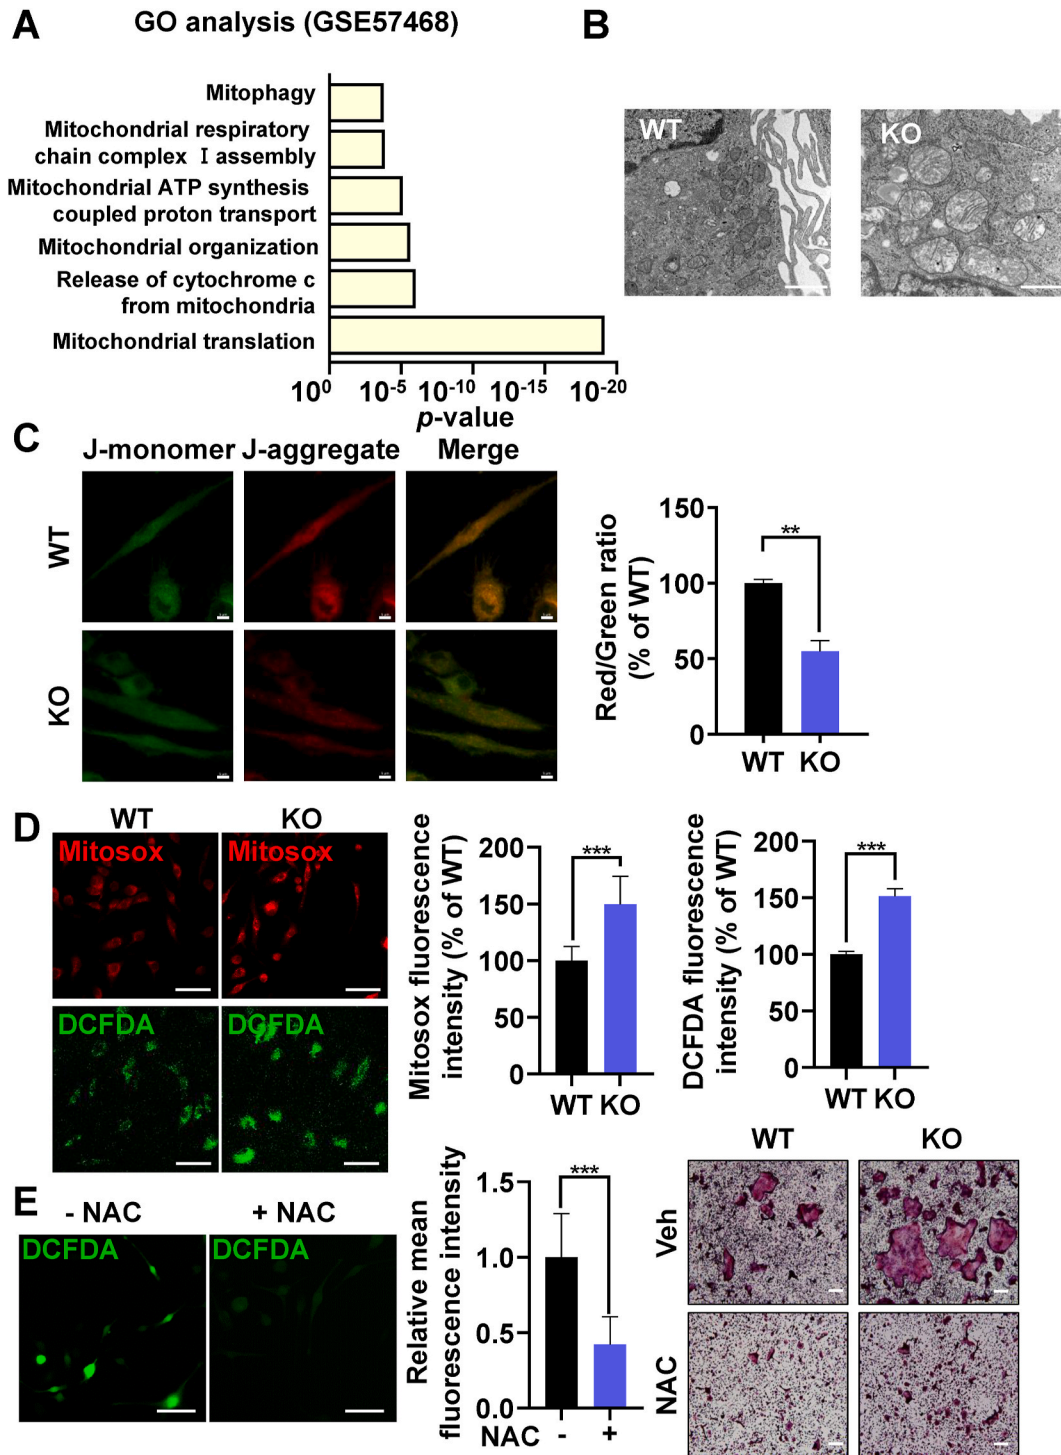 A
GO analysis (GSE57468)
Mitophagy
Mitochondrial respiratory
chain complex I assembly
Mitochondrial ATP synthesis
coupled proton transport
Mitochondrial organization
Release of cytochrome c
from mitochondria
Mitochondrial translation
10⁰ 10⁻⁵ 10⁻¹⁰ 10⁻¹⁵ 10⁻²⁰
p-value
B
WT
KO
C
J-monomer J-aggregate Merge
WT
KO
Red/Green ratio
(% of WT)
150
100
50
0
**
WT KO
D
WT KO
Mitosox Mitosox
DCFDA DCFDA
Mitosox fluorescence
intensity (% of WT)
200
150
100
50
0
***
WT KO
DCFDA fluorescence
intensity (% of WT)
200
150
100
50
0
***
WT KO
E
- NAC + NAC
DCFDA DCFDA
Relative mean
fluorescence intensity
1.5
1.0
0.5
0.0
***
NAC - +
WT KO
Veh
NAC